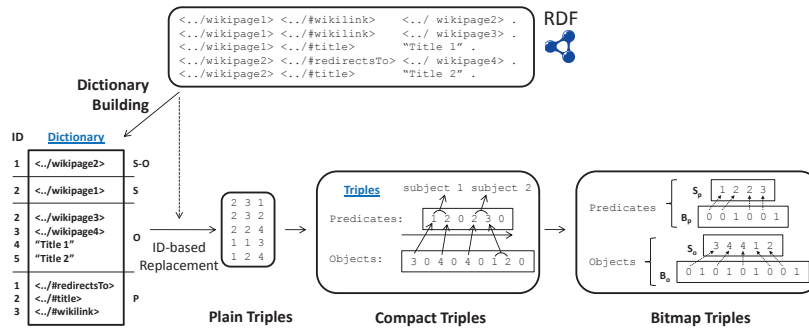 <../wikipage1> <../#wikilink> <../ wikipage2> .
<../wikipage1> <../#wikilink> <../ wikipage3> .
<../wikipage1> <../#title> “Title 1” .
<../wikipage2> <../#redirectsTo> <../ wikipage4> .
<../wikipage2> <../#title> “Title 2” .
RDF
Dictionary
Building
ID Dictionary
1 <../wikipage2> S-O
2 <../wikipage1> S
2 <../wikipage3>
3 <../wikipage4>
4 “Title 1”
5 “Title 2”
O
1 <../#redirectsTo>
2 <../#title>
3 <../#wikilink>
P
ID-based
Replacement
2 3 1
2 3 2
2 2 4
1 1 3
1 2 4
Plain Triples
Triples subject 1 subject 2
Predicates: 1 2 0 2 3 0
Objects: 3 0 4 0 4 0 1 2 0
Compact Triples
Predicates
Sp 1 2 2 3
Bp 0 0 1 0 0 1
Objects
So 3 4 4 1 2
Bo 0 1 0 1 0 1 0 0 1
Bitmap Triples